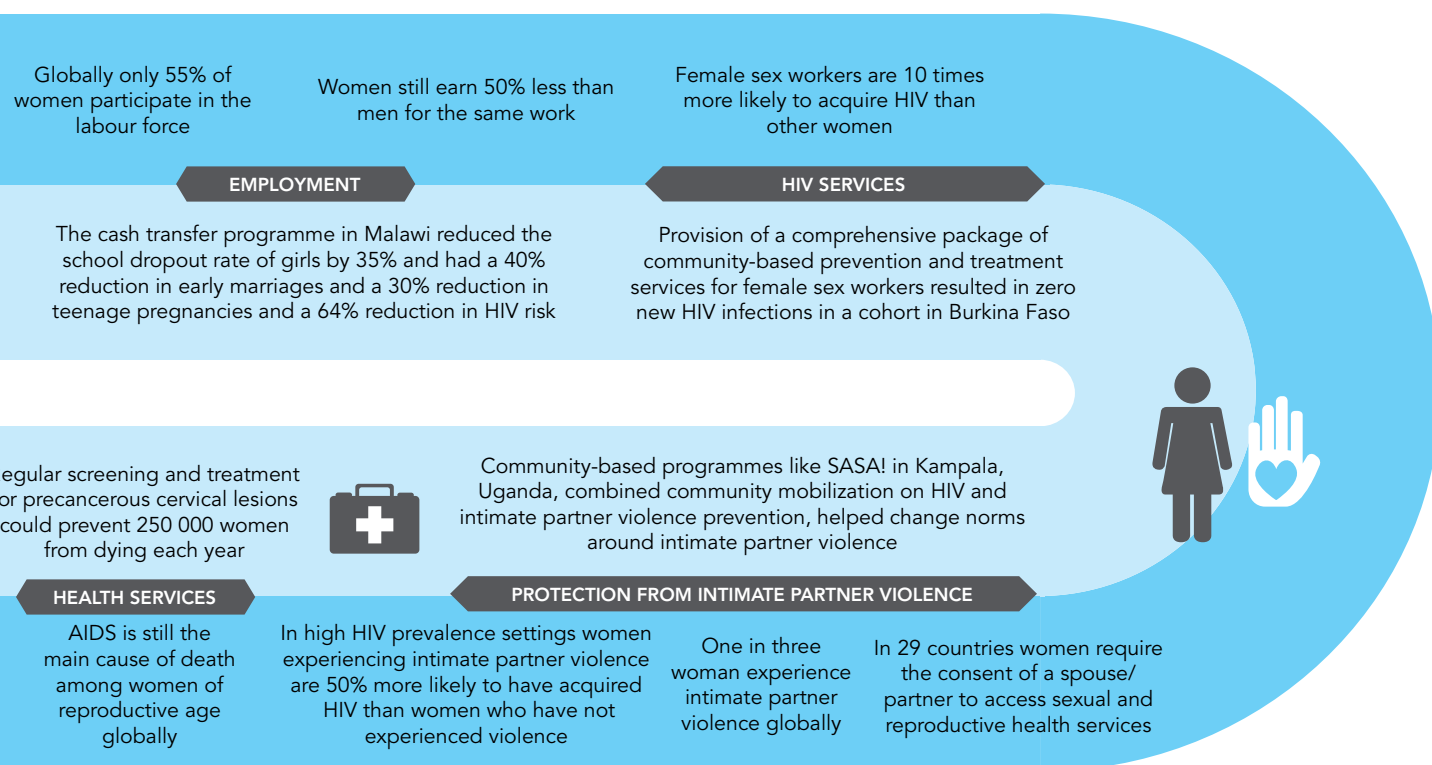 Globally only 55% of
women participate in the
labour force
Women still earn 50% less than
men for the same work
Female sex workers are 10 times
more likely to acquire HIV than
other women
EMPLOYMENT
HIV SERVICES
The cash transfer programme in Malawi reduced the
school dropout rate of girls by 35% and had a 40%
reduction in early marriages and a 30% reduction in
teenage pregnancies and a 64% reduction in HIV risk
Provision of a comprehensive package of
community-based prevention and treatment
services for female sex workers resulted in zero
new HIV infections in a cohort in Burkina Faso
egular screening and treatment
or precancerous cervical lesions
could prevent 250 000 women
from dying each year
Community-based programmes like SASA! in Kampala,
Uganda, combined community mobilization on HIV and
intimate partner violence prevention, helped change norms
around intimate partner violence
HEALTH SERVICES
PROTECTION FROM INTIMATE PARTNER VIOLENCE
AIDS is still the
main cause of death
among women of
reproductive age
globally
In high HIV prevalence settings women
experiencing intimate partner violence
are 50% more likely to have acquired
HIV than women who have not
experienced violence
One in three
woman experience
intimate partner
violence globally
In 29 countries women require
the consent of a spouse/
partner to access sexual and
reproductive health services